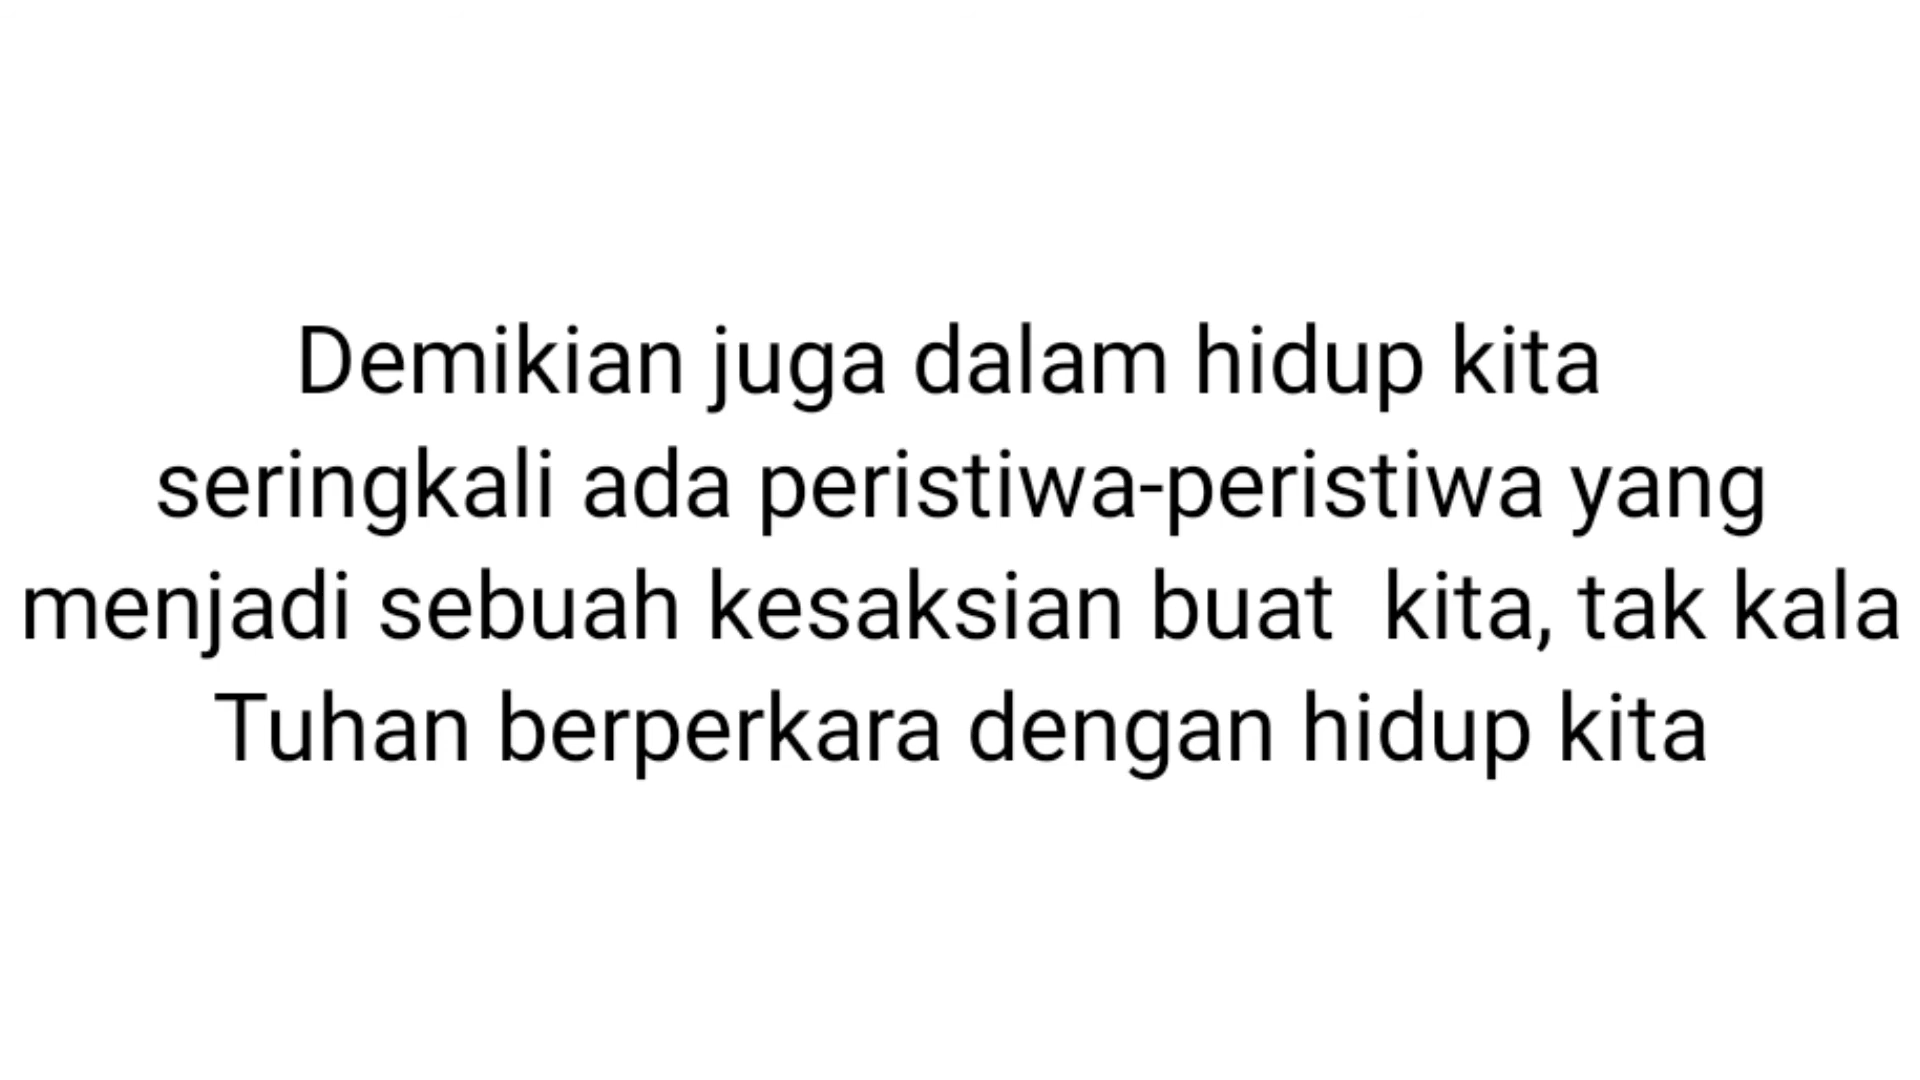 Demikian juga dalam hidup kita
seringkali ada peristiwa-peristiwa yang
menjadi sebuah kesaksian buat  kita, tak kala
Tuhan berperkara dengan hidup kita